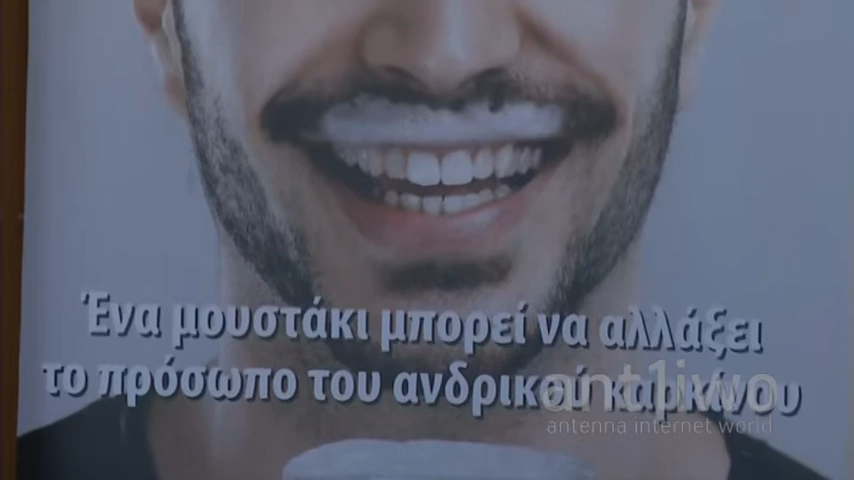 Ένα μουστάκι μπορεί να αλλάξει
το πρόσωπο του ανδρικού καρκίνου
ant1iwo
antenna internet world